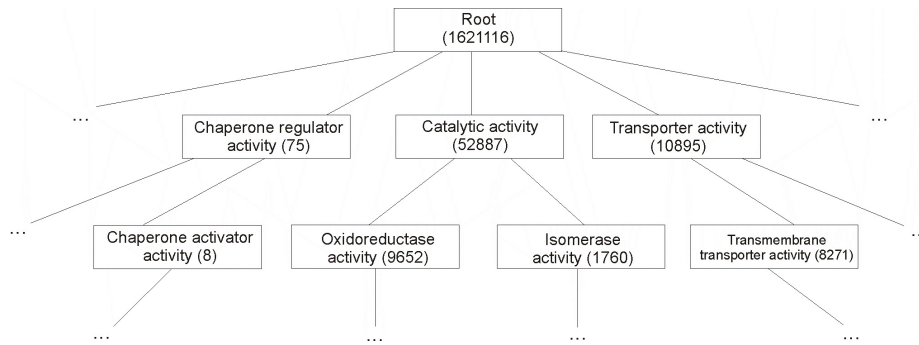 Root
(1621116)
...
...
Chaperone regulator
activity (75)
Catalytic activity
(52887)
Transporter activity
(10895)
...
...
Chaperone activator
activity (8)
Oxidoreductase
activity (9652)
Isomerase
activity (1760)
Transmembrane
transporter activity (8271)
...
...
...
...